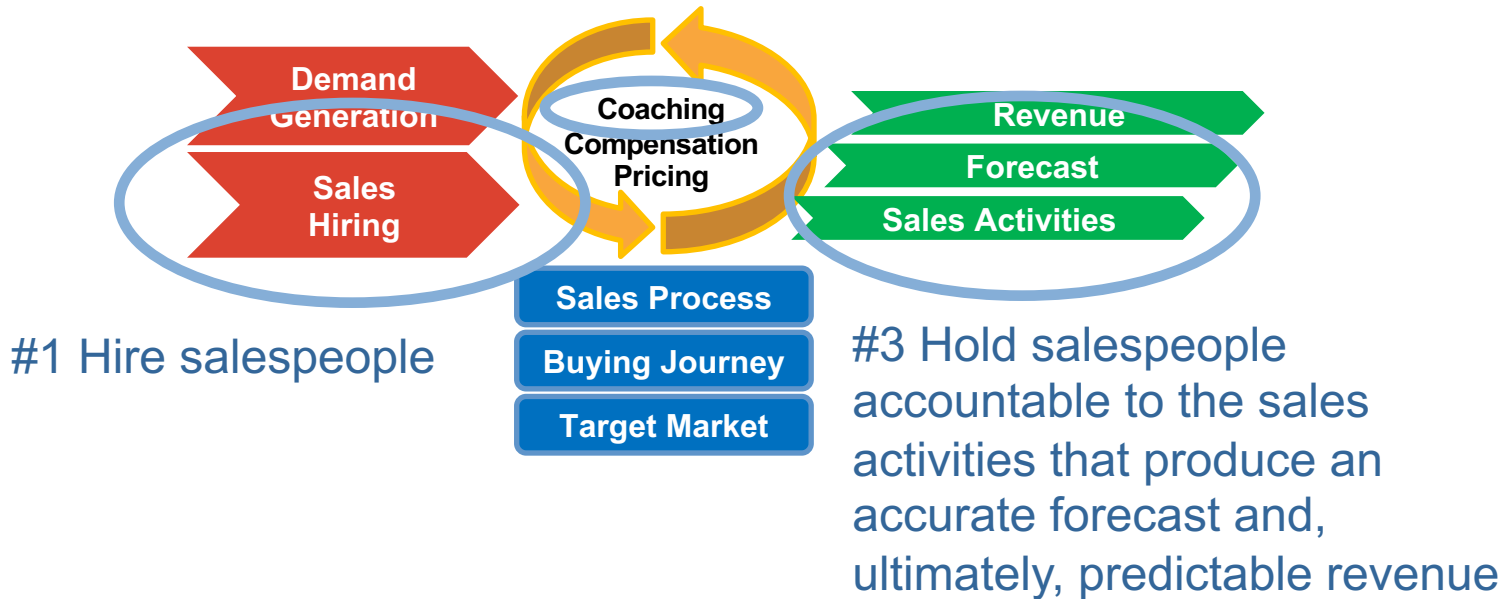 Demand
Generation
Sales
Hiring
Coaching
Compensation
Pricing
Revenue
Forecast
Sales Activities
Sales Process
Buying Journey
Target Market
#1 Hire salespeople
#3 Hold salespeople
accountable to the sales
activities that produce an
accurate forecast and,
ultimately, predictable revenue